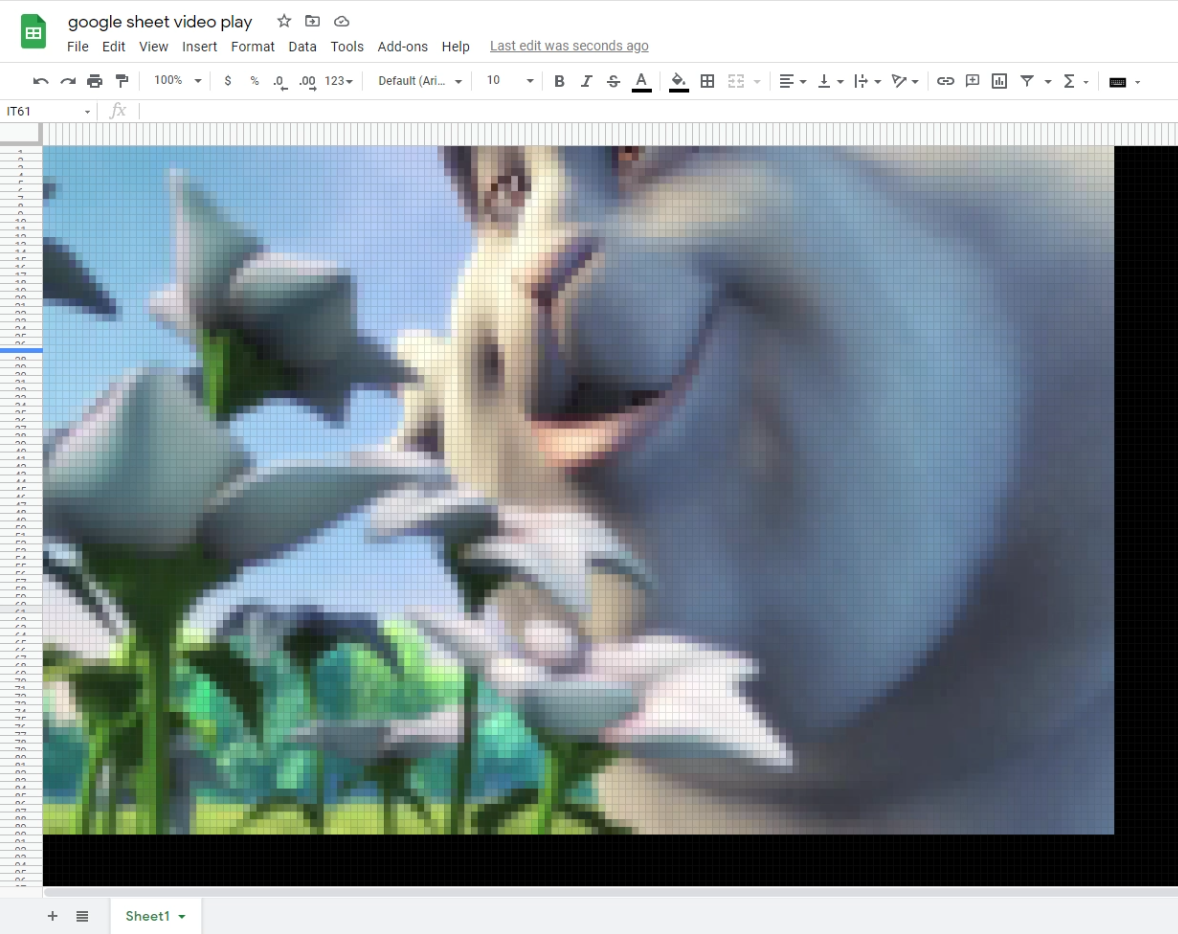 google sheet video play
File Edit View Insert Format Data Tools Add-ons Help Last edit was seconds ago
100% $ % .0 .00 123 Default (Ari... 10 B I S A
IT61 fx
Sheet1